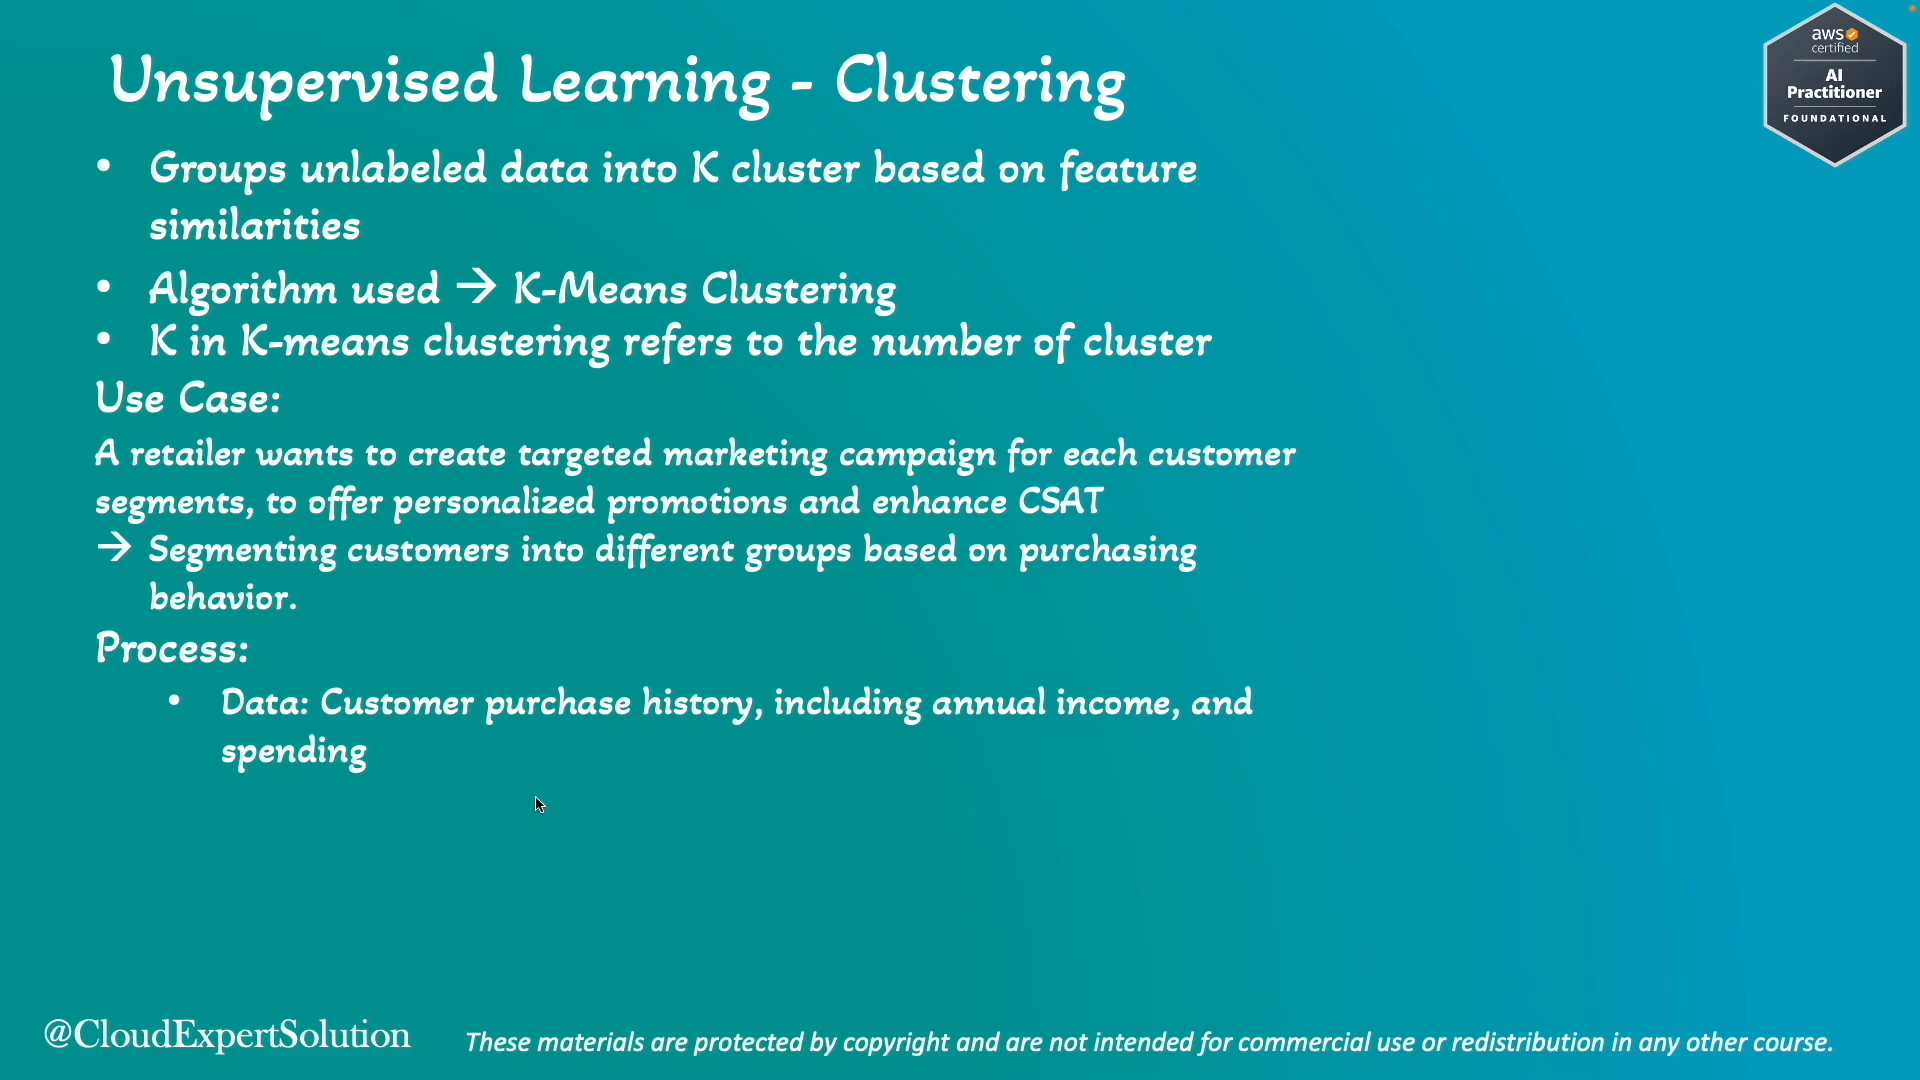 Unsupervised Learning - Clustering
aws
certified
AI
Practitioner
FOUNDATIONAL
• Groups unlabeled data into K cluster based on feature
similarities
• Algorithm used → K-Means Clustering
• K in K-means clustering refers to the number of cluster
Use Case:
A retailer wants to create targeted marketing campaign for each customer
segments, to offer personalized promotions and enhance CSAT
→ Segmenting customers into different groups based on purchasing
behavior.
Process:
• Data: Customer purchase history, including annual income, and
spending
@CloudExpertSolution
These materials are protected by copyright and are not intended for commercial use or redistribution in any other course.